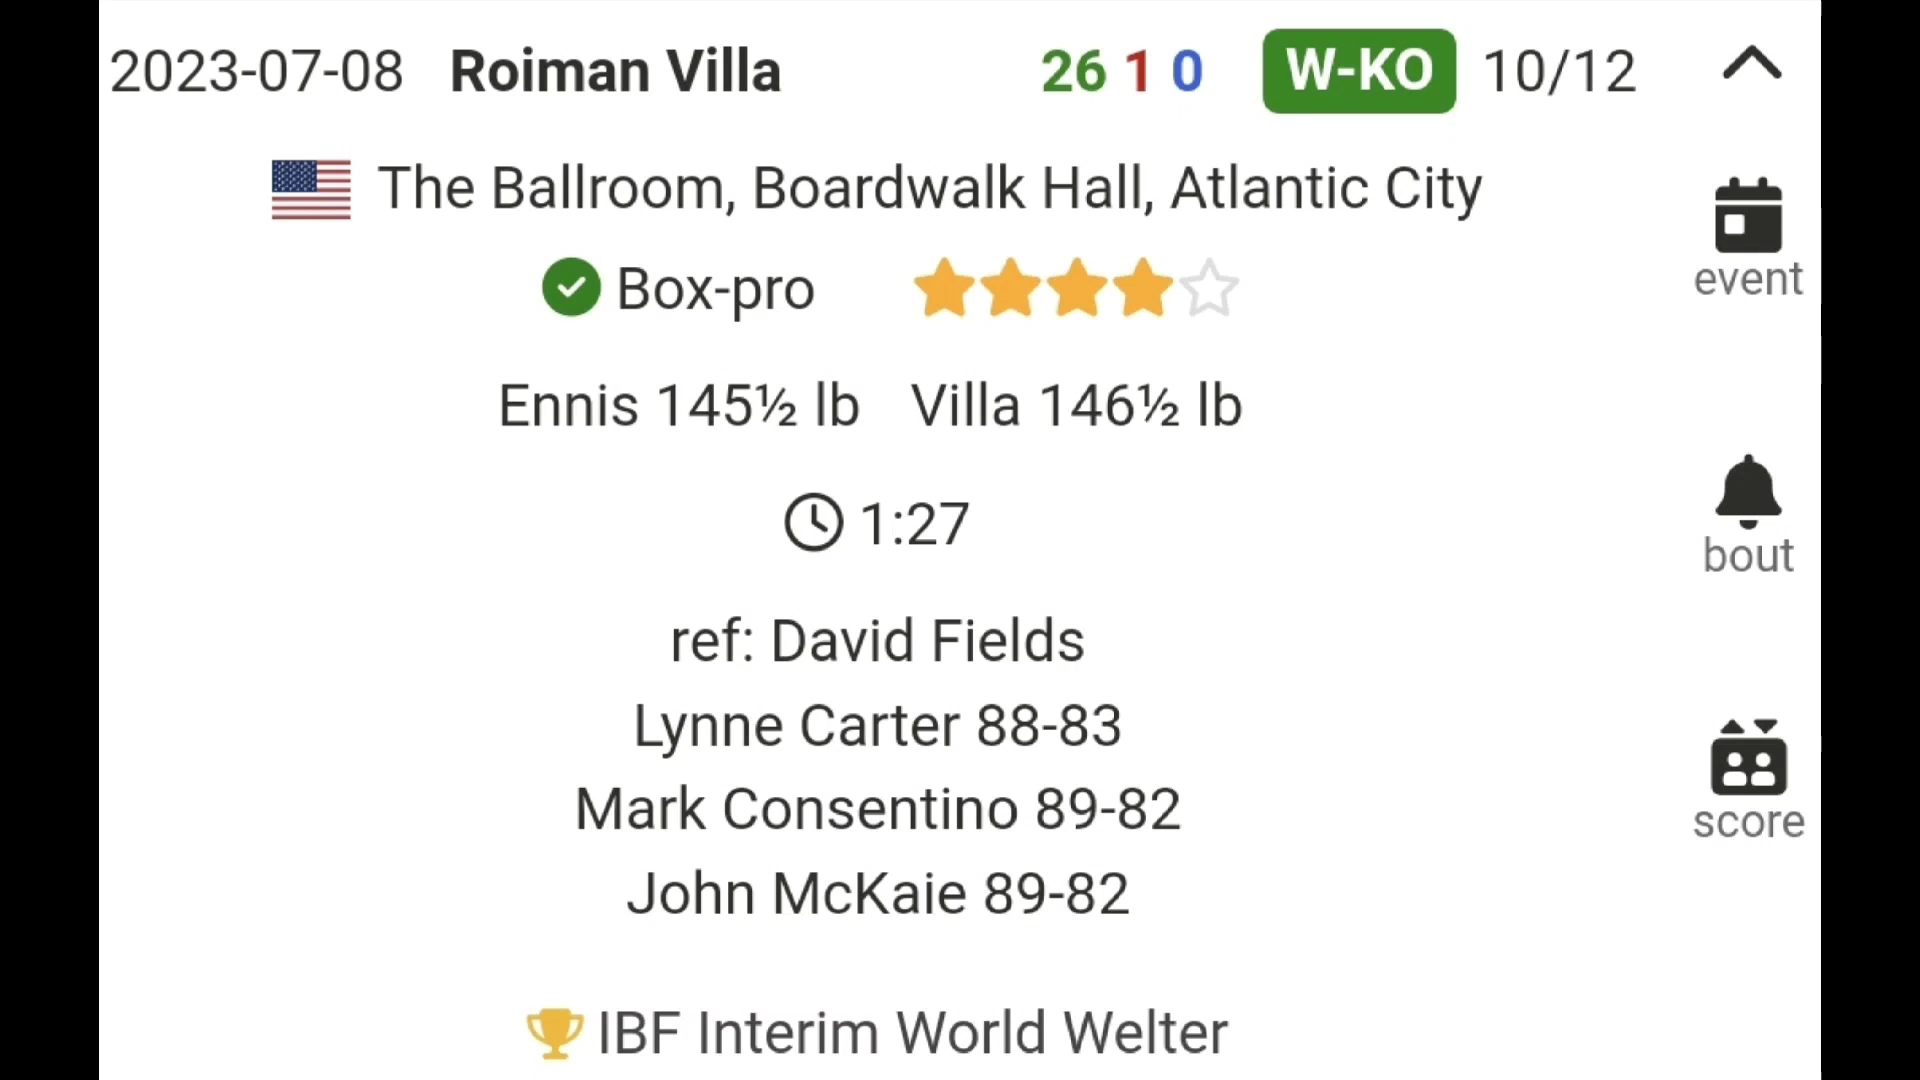 2023-07-08 Roiman Villa 26 1 0 W-KO 10/12
The Ballroom, Boardwalk Hall, Atlantic City
event
Box-pro
Ennis 145½ lb Villa 146½ lb
1:27
bout
ref: David Fields
Lynne Carter 88-83
Mark Consentino 89-82
score
John McKaie 89-82
IBF Interim World Welter